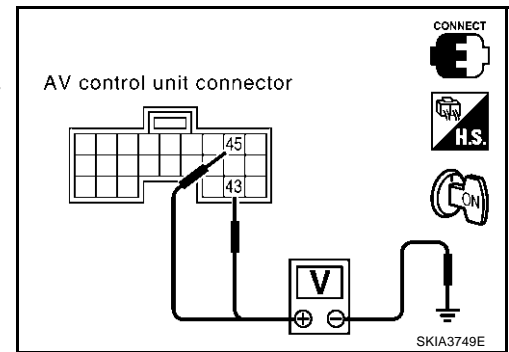 CONNECT
AV control unit connector
H.S.
45
43
ON
V
+ −
SKIA3749E